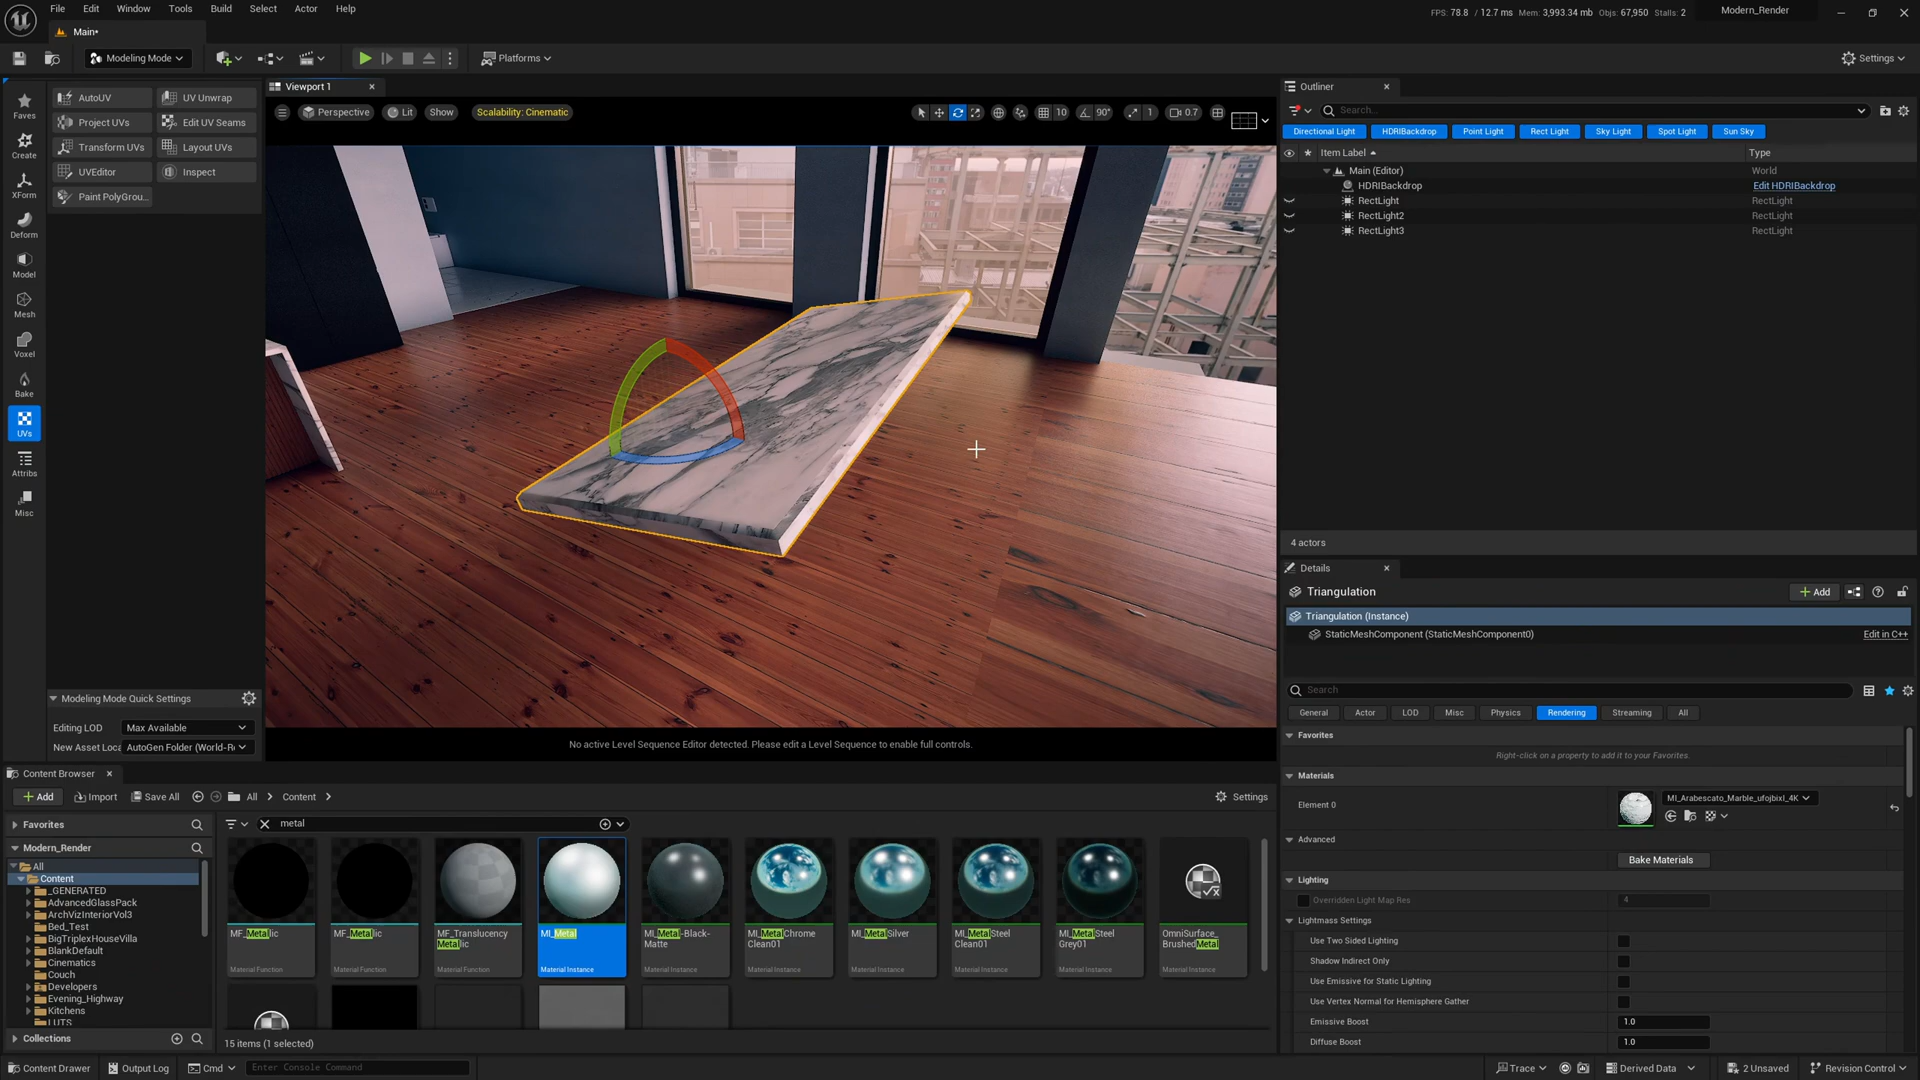 File Edit Window Tools Build Select Actor Help
FPS: 78.8 / 12.7 ms Mem: 3,993.34 mb Objs: 67,950 Stalls: 2
Modern_Render
Main•
Modeling Mode
Platforms
Settings
Faves
Create
XForm
Deform
Model
Mesh
Voxel
Bake
UVs
Attribs
Misc
AutoUV
UV Unwrap
Project UVs
Edit UV Seams
Transform UVs
Layout UVs
UVEditor
Inspect
Paint PolyGrou...
Modeling Mode Quick Settings
Editing LOD
Max Available
New Asset Loca
AutoGen Folder (World-R
Viewport 1
Perspective
Lit
Show
Scalability: Cinematic
10
90°
1
0.7
No active Level Sequence Editor detected. Please edit a Level Sequence to enable full controls.
Outliner
Search...
Directional Light
HDRIBackdrop
Point Light
Rect Light
Sky Light
Spot Light
Sun Sky
Item Label
Type
Main (Editor)
World
HDRIBackdrop
Edit HDRIBackdrop
RectLight
RectLight
RectLight2
RectLight
RectLight3
RectLight
4 actors
Details
Triangulation
Add
Triangulation (Instance)
StaticMeshComponent (StaticMeshComponent0)
Edit in C++
Search
General
Actor
LOD
Misc
Physics
Rendering
Streaming
All
Favorites
Right-click on a property to add it to your Favorites.
Materials
Element 0
MI_Arabescato_Marble_ufojbixl_4K
Advanced
Bake Materials
Lighting
Overridden Light Map Res
4
Lightmass Settings
Use Two Sided Lighting
Shadow Indirect Only
Use Emissive for Static Lighting
Use Vertex Normal for Hemisphere Gather
Emissive Boost
1.0
Diffuse Boost
1.0
Content Browser
Add
Import
Save All
All
Content
Settings
Favorites
Modern_Render
All
Content
_GENERATED
AdvancedGlassPack
ArchVizInteriorVol3
Bed_Test
BigTriplexHouseVilla
BlankDefault
Cinematics
Couch
Developers
Evening_Highway
Kitchens
LUTS
Collections
metal
MF_Metallic
Material Function
MF_Metallic
Material Function
MF_Translucency
Metallic
Material Function
MI_Metal
Material Instance
MI_Metal-Black-
Matte
Material Instance
MI_MetalChrome
Clean01
Material Instance
MI_MetalSilver
Material Instance
MI_MetalSteel
Clean01
Material Instance
MI_MetalSteel
Grey01
Material Instance
OmniSurface_
BrushedMetal
Material Instance
15 items (1 selected)
Content Drawer
Output Log
Cmd
Enter Console Command
Trace
Derived Data
2 Unsaved
Revision Control